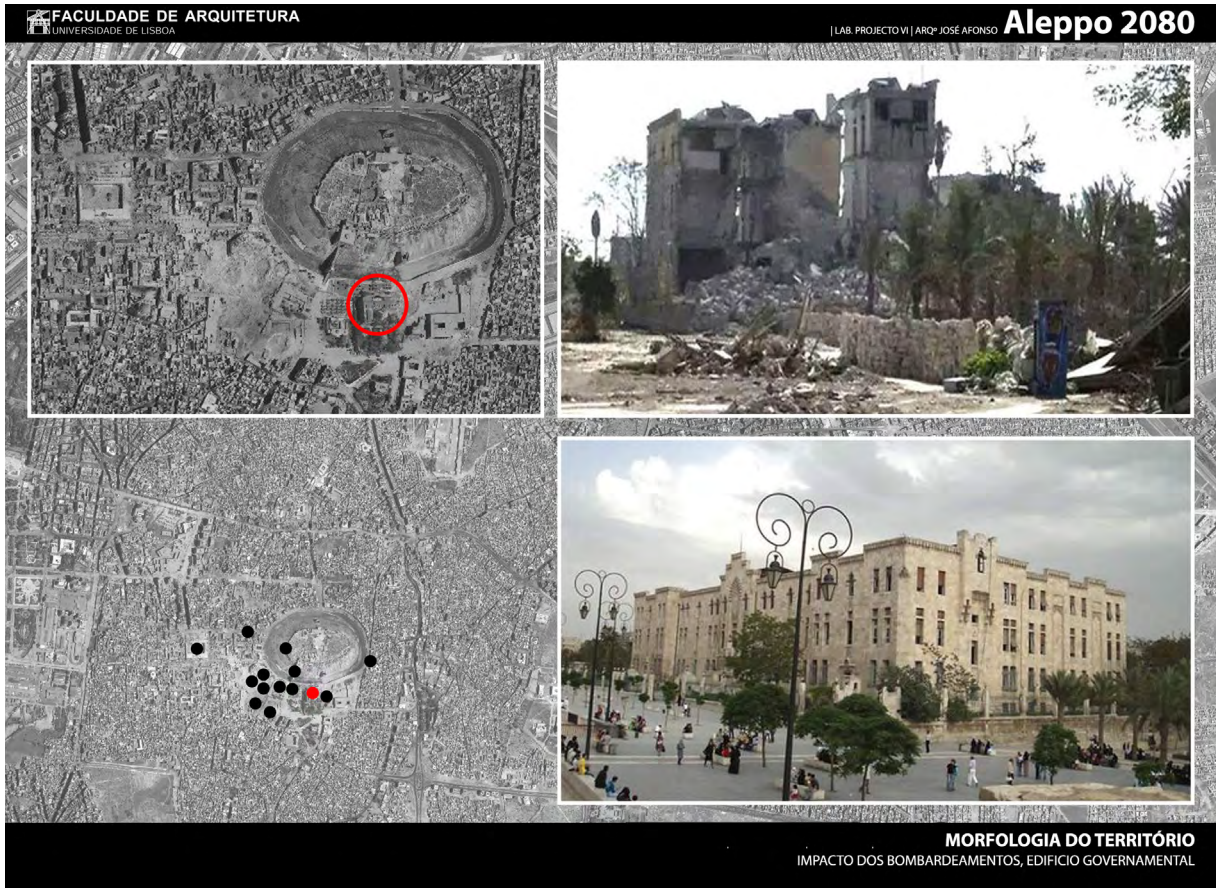 FACULDADE DE ARQUITETURA
UNIVERSIDADE DE LISBOA
| LAB. PROJECTO VI | ARQº JOSÉ AFONSO Aleppo 2080
MORFOLOGIA DO TERRITÓRIO
IMPACTO DOS BOMBARDEAMENTOS, EDIFICIO GOVERNAMENTAL